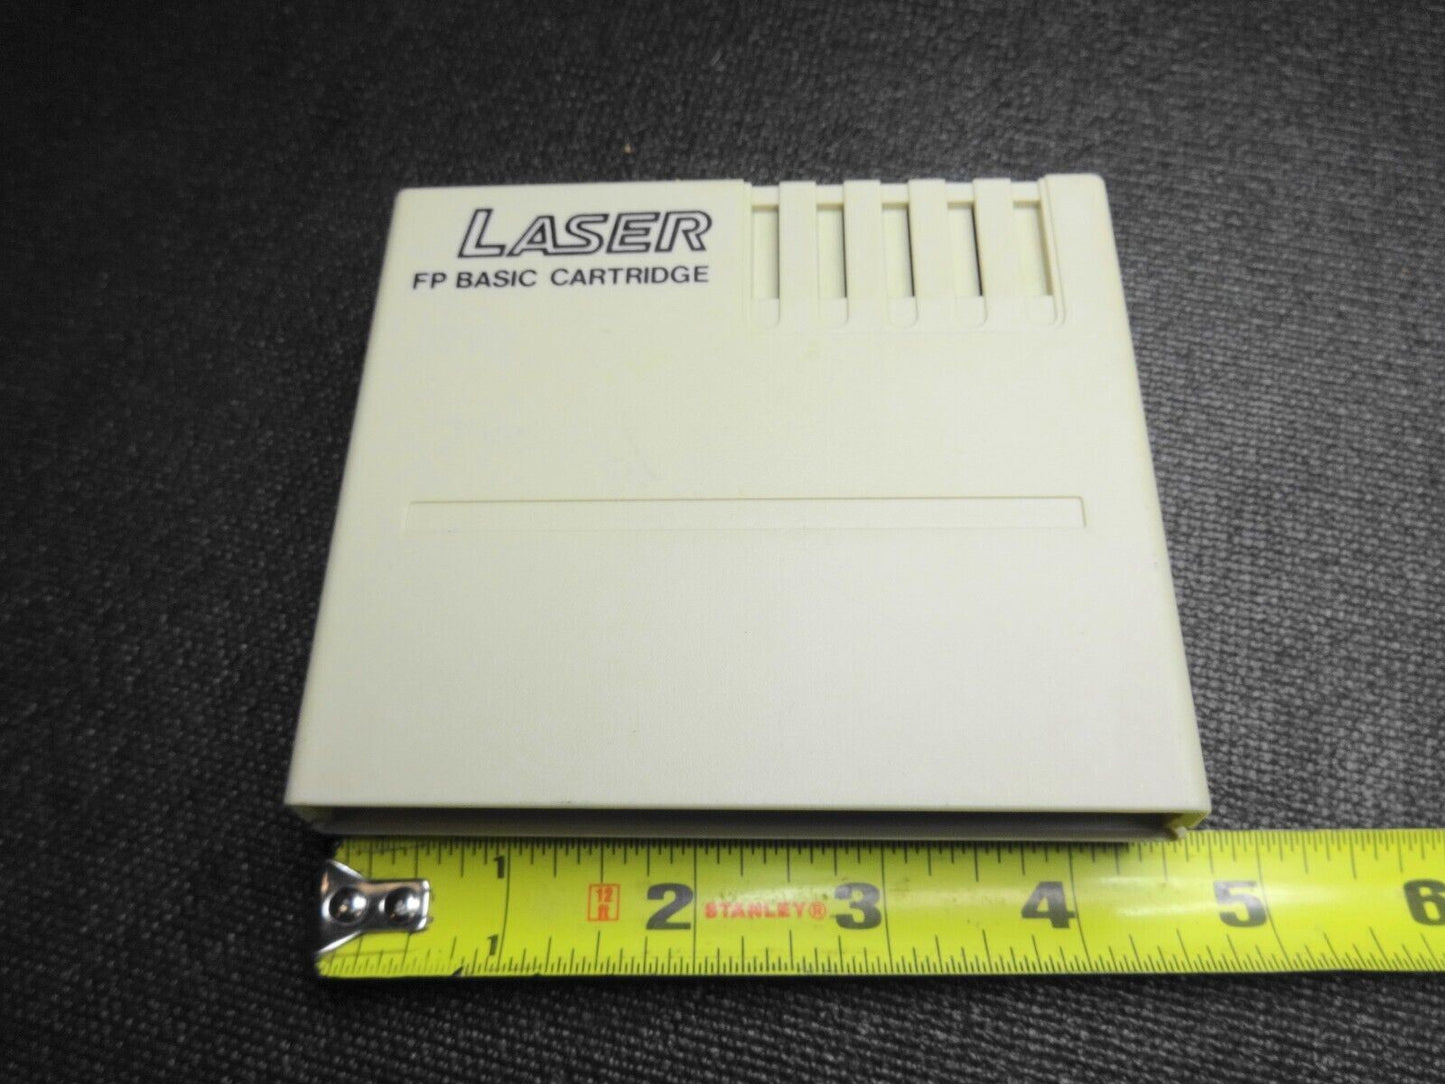 LASER
FP BASIC CARTRIDGE
1 12 ft 2 STANLEY® 3 4 5 6
1